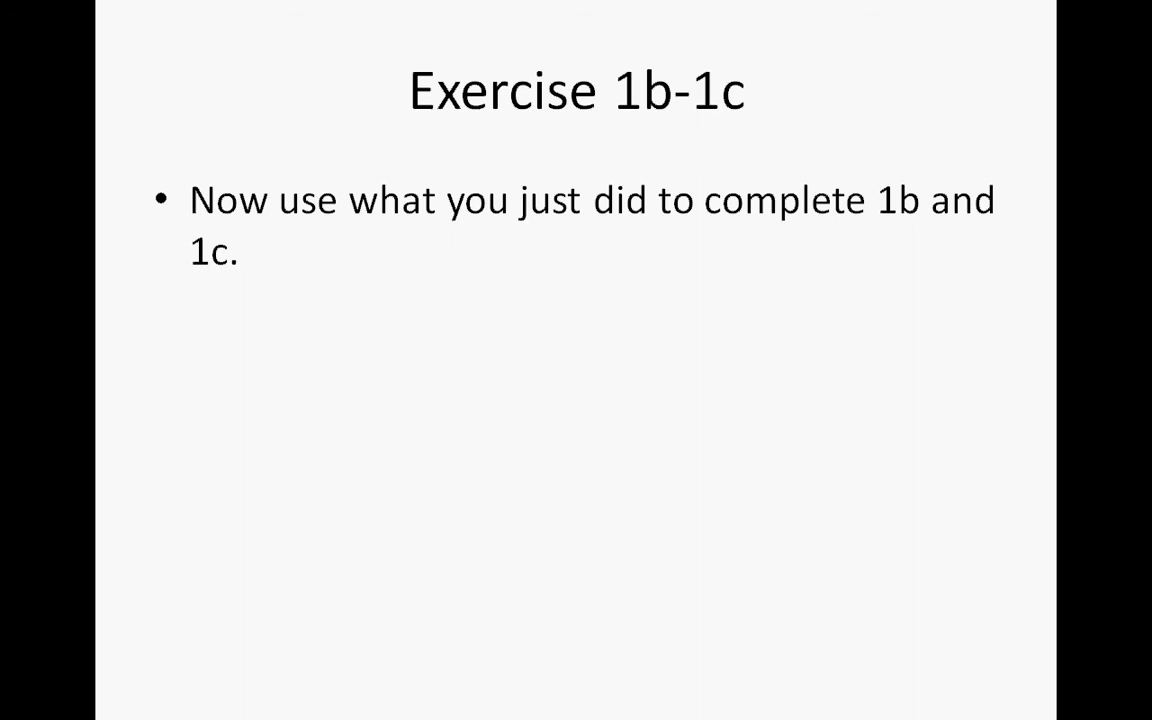 Exercise 1b-1c
• Now use what you just did to complete 1b and
1c.